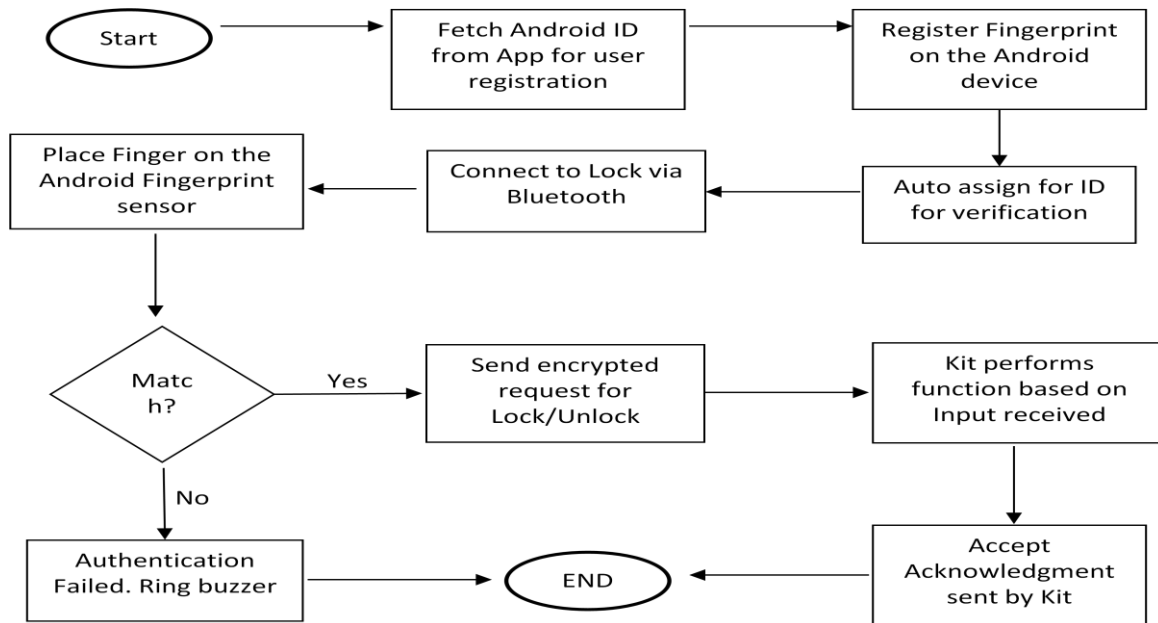 Start
Fetch Android ID
from App for user
registration
Register Fingerprint
on the Android
device
Auto assign for ID
for verification
Connect to Lock via
Bluetooth
Place Finger on the
Android Fingerprint
sensor
Matc
h?
Yes
Send encrypted
request for
Lock/Unlock
Kit performs
function based on
Input received
No
Authentication
Failed. Ring buzzer
Accept
Acknowledgment
sent by Kit
END